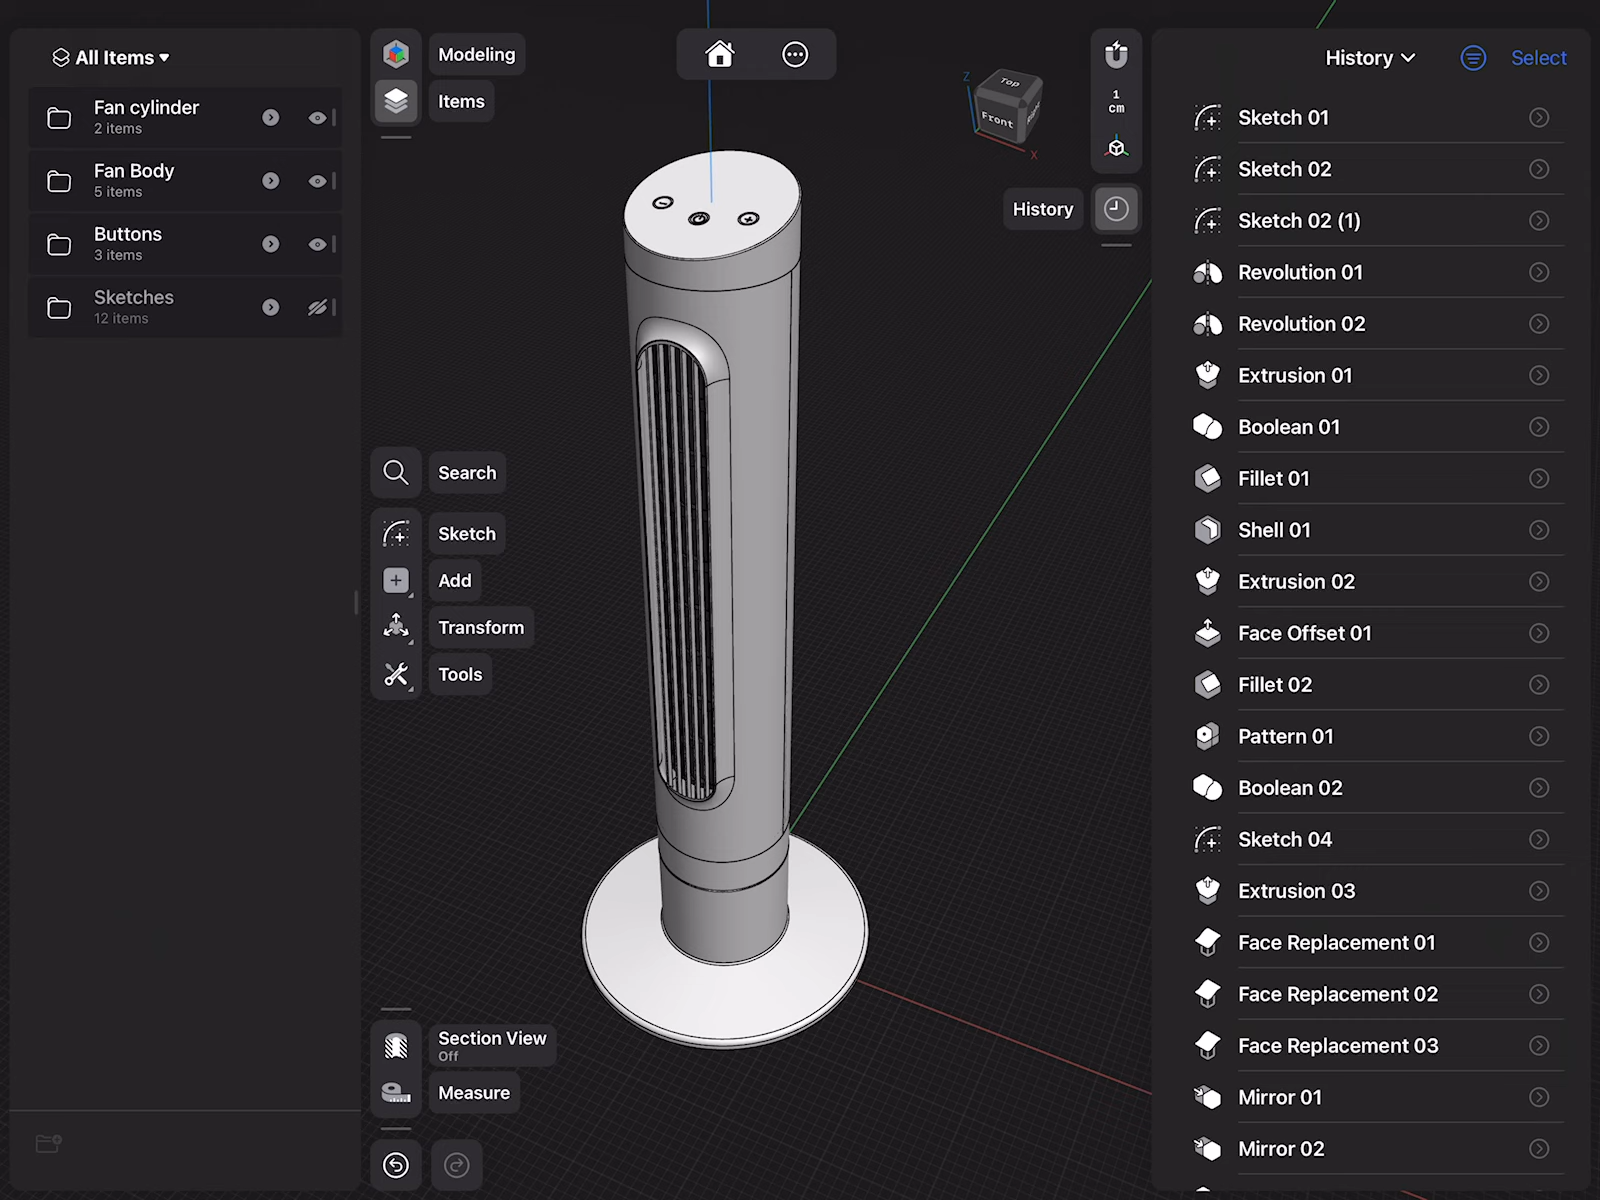 All Items
Fan cylinder
2 items
Fan Body
5 items
Buttons
3 items
Sketches
12 items
Modeling
Items
Search
Sketch
Add
Transform
Tools
Section View
Off
Measure
Z
Top
Front
Right
X
1
cm
History
History
Select
Sketch 01
Sketch 02
Sketch 02 (1)
Revolution 01
Revolution 02
Extrusion 01
Boolean 01
Fillet 01
Shell 01
Extrusion 02
Face Offset 01
Fillet 02
Pattern 01
Boolean 02
Sketch 04
Extrusion 03
Face Replacement 01
Face Replacement 02
Face Replacement 03
Mirror 01
Mirror 02